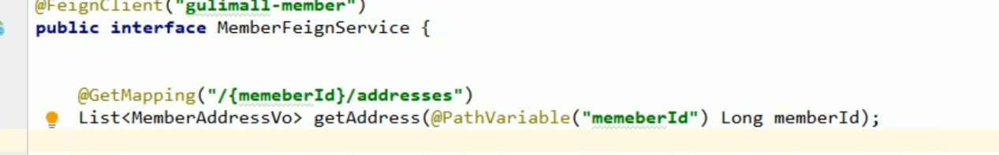 @FeignClient("gulimall-member")
public interface MemberFeignService {
@GetMapping("/{memeberId}/addresses")
List<MemberAddressVo> getAddress(@PathVariable("memeberId") Long memberId);